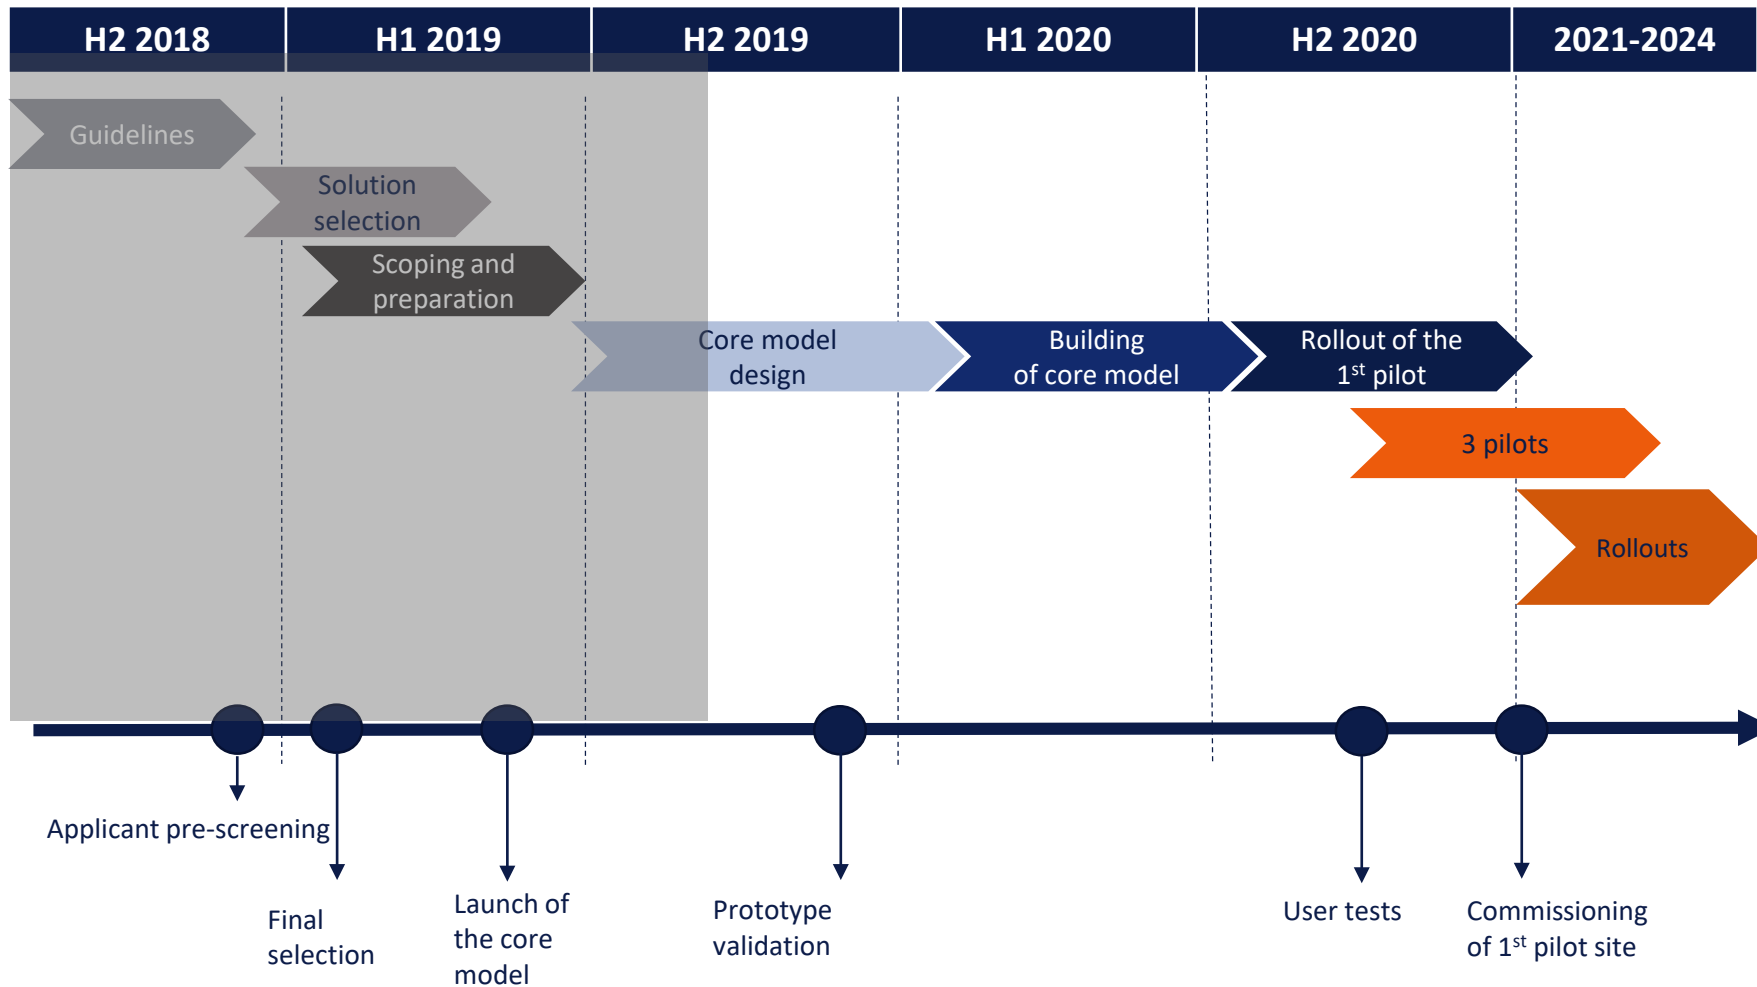 H2 2018
H1 2019
H2 2019
H1 2020
H2 2020
2021-2024
Guidelines
Solution
selection
Scoping and
preparation
Core model
design
Building
of core model
Rollout of the
1st pilot
3 pilots
Rollouts
Applicant pre-screening
Final
selection
Launch of
the core
model
Prototype
validation
User tests
Commissioning
of 1st pilot site